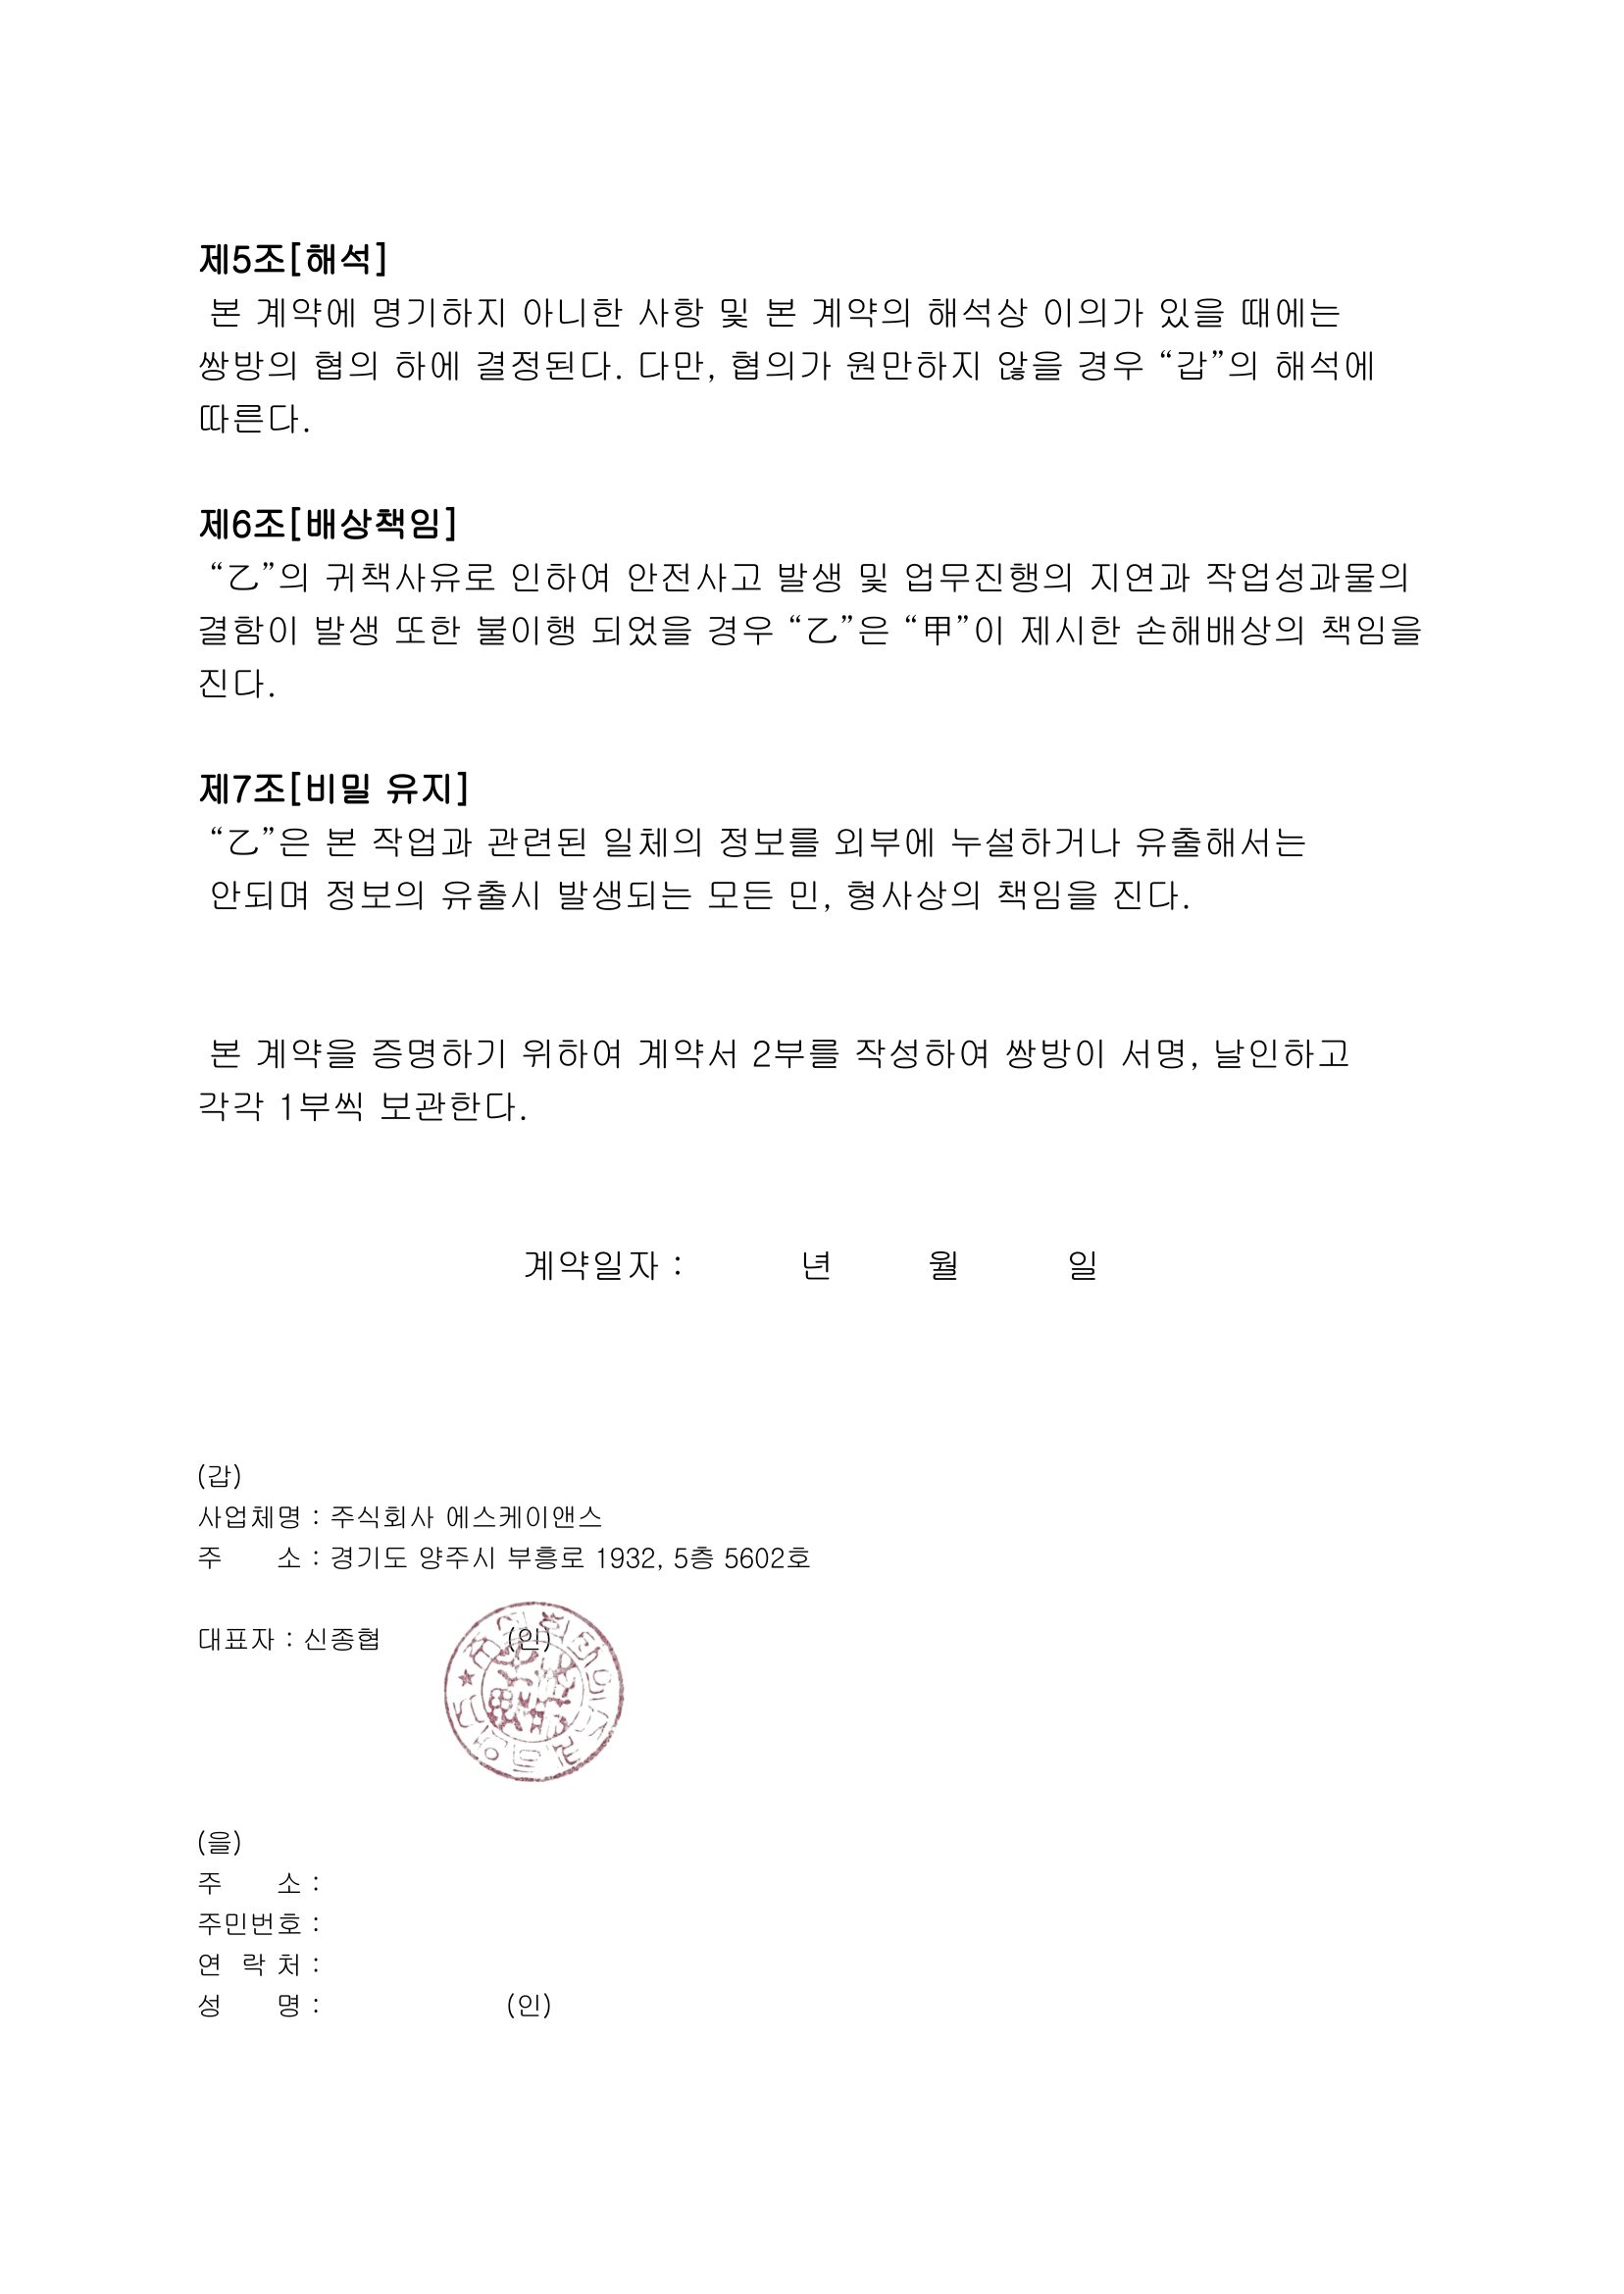 제5조[해석]
본 계약에 명기하지 아니한 사항 및 본 계약의 해석상 이의가 있을 때에는
쌍방의 협의 하에 결정된다. 다만, 협의가 원만하지 않을 경우 “갑”의 해석에
따른다.
제6조[배상책임]
“乙”의 귀책사유로 인하여 안전사고 발생 및 업무진행의 지연과 작업성과물의
결함이 발생 또한 불이행 되었을 경우 “乙”은 “甲”이 제시한 손해배상의 책임을
진다.
제7조[비밀 유지]
“乙”은 본 작업과 관련된 일체의 정보를 외부에 누설하거나 유출해서는
안되며 정보의 유출시 발생되는 모든 민, 형사상의 책임을 진다.
본 계약을 증명하기 위하여 계약서 2부를 작성하여 쌍방이 서명, 날인하고
각각 1부씩 보관한다.
계약일자 : 년 월 일
(갑)
사업체명 : 주식회사 에스케이앤스
주 소 : 경기도 양주시 부흥로 1932, 5층 5602호
대표자 : 신종협 (인)
(을)
주 소 :
주민번호 :
연 락 처 :
성 명 : (인)